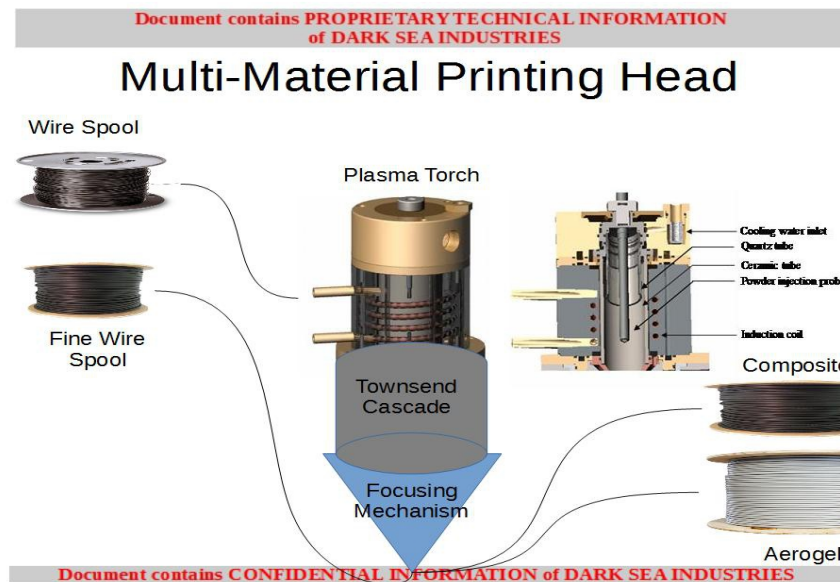 Document contains PROPRIETARY TECHNICAL INFORMATION
of DARK SEA INDUSTRIES
Multi-Material Printing Head
Wire Spool
Plasma Torch
Cooling water inlet
Quartz tube
Ceramic tube
Powder injection prob
Induction coil
Fine Wire
Spool
Composite
Townsend
Cascade
Focusing
Mechanism
Aerogel
Document contains CONFIDENTIAL INFORMATION of DARK SEA INDUSTRIES